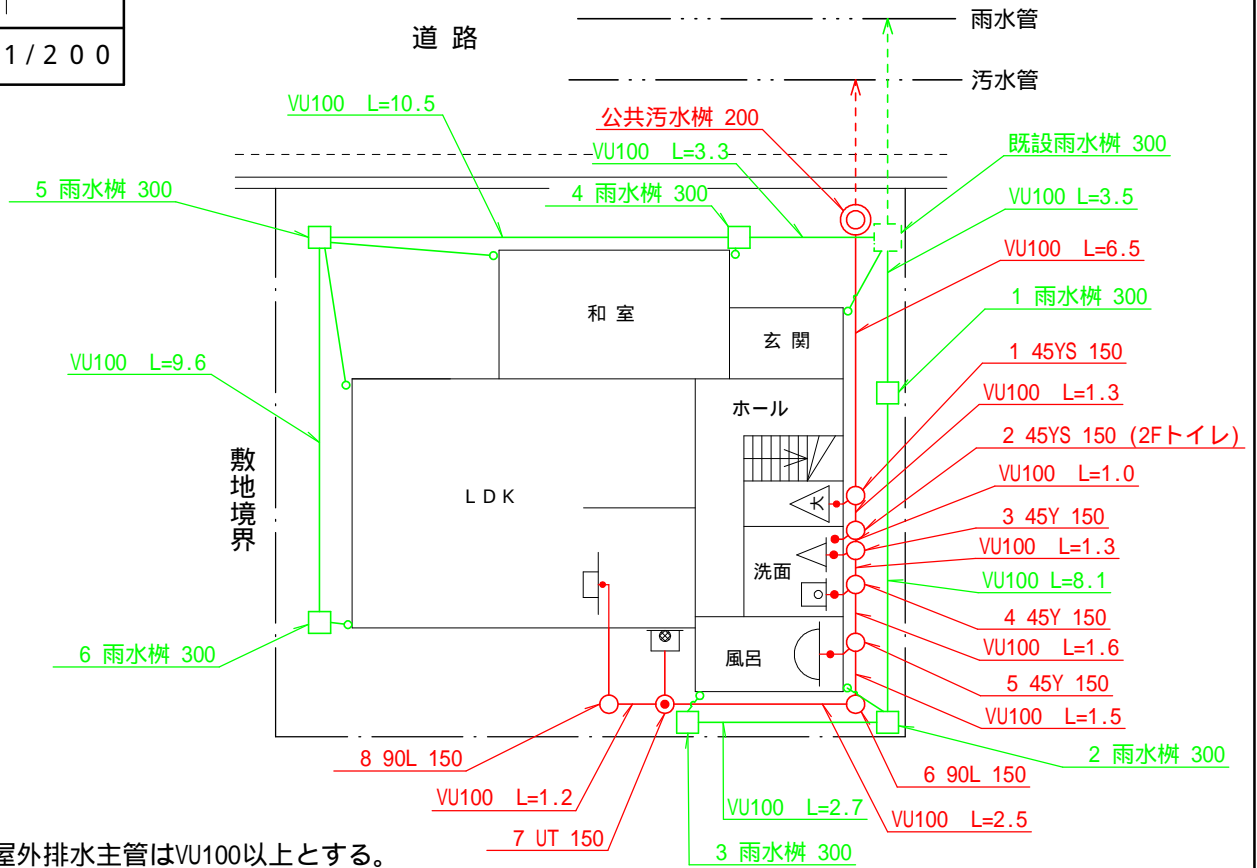 1/200
道 路
雨水管
汚水管
VU100 L=10.5
公共汚水桝 200
VU100 L=3.3
既設雨水桝 300
5 雨水桝 300
4 雨水桝 300
VU100 L=3.5
VU100 L=6.5
1 雨水桝 300
和 室
玄 関
VU100 L=9.6
1 45YS 150
VU100 L=1.3
ホール
2 45YS 150 (2Fトイレ)
敷地境界
LDK
大
VU100 L=1.0
3 45Y 150
VU100 L=1.3
洗面
VU100 L=8.1
4 45Y 150
6 雨水桝 300
風呂
VU100 L=1.6
5 45Y 150
VU100 L=1.5
8 90L 150
2 雨水桝 300
6 90L 150
VU100 L=1.2
VU100 L=2.7
VU100 L=2.5
7 UT 150
3 雨水桝 300
屋外排水主管はVU100以上とする。